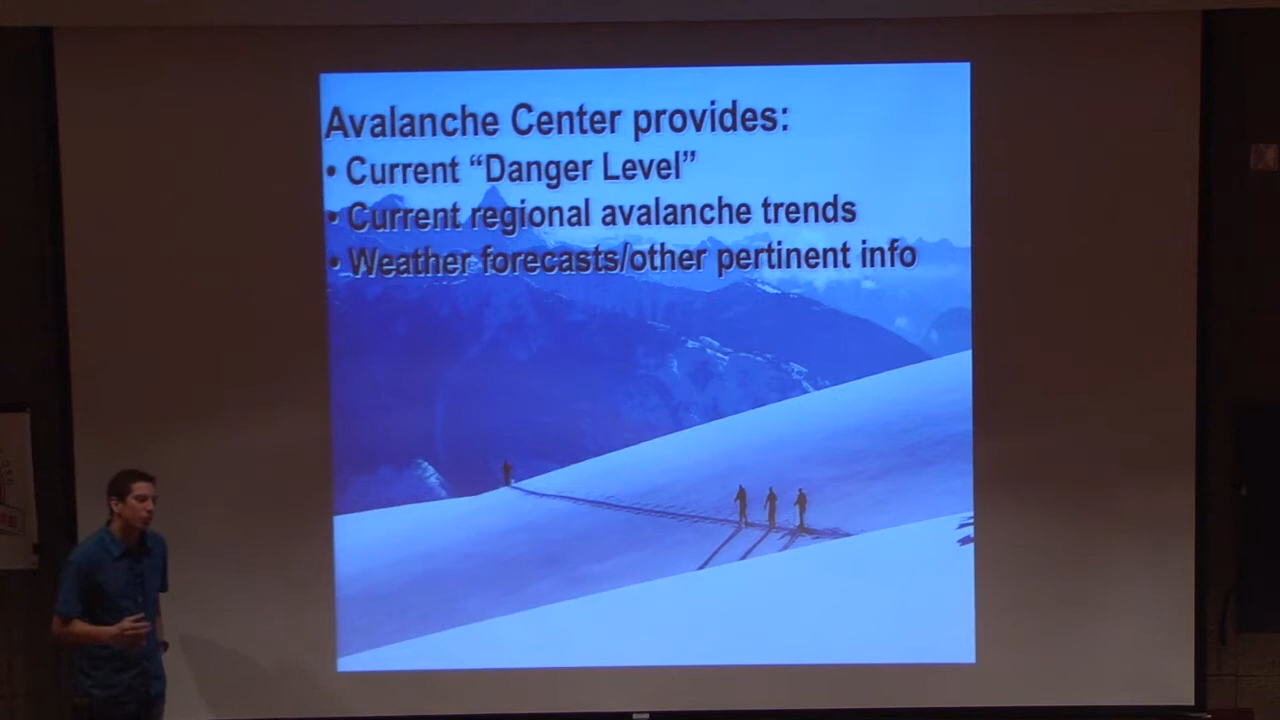 Avalanche Center provides:
• Current “Danger Level”
• Current regional avalanche trends
• Weather forecasts/other pertinent info